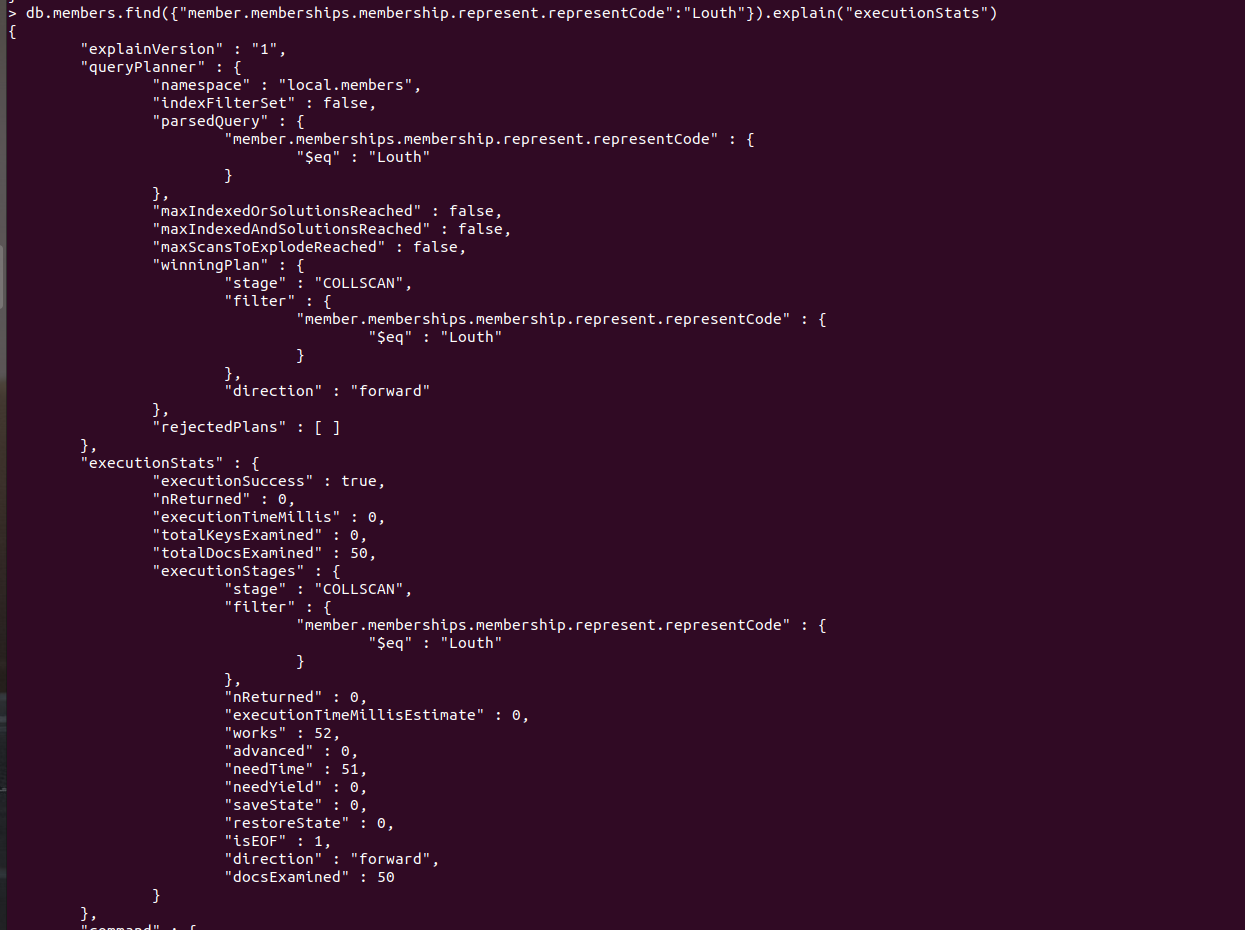 > db.members.find({"member.memberships.membership.represent.representCode":"Louth"}).explain("executionStats")
{
"explainVersion" : "1",
"queryPlanner" : {
"namespace" : "local.members",
"indexFilterSet" : false,
"parsedQuery" : {
"member.memberships.membership.represent.representCode" : {
"$eq" : "Louth"
}
},
"maxIndexedOrSolutionsReached" : false,
"maxIndexedAndSolutionsReached" : false,
"maxScansToExplodeReached" : false,
"winningPlan" : {
"stage" : "COLLSCAN",
"filter" : {
"member.memberships.membership.represent.representCode" : {
"$eq" : "Louth"
}
},
"direction" : "forward"
},
"rejectedPlans" : [ ]
},
"executionStats" : {
"executionSuccess" : true,
"nReturned" : 0,
"executionTimeMillis" : 0,
"totalKeysExamined" : 0,
"totalDocsExamined" : 50,
"executionStages" : {
"stage" : "COLLSCAN",
"filter" : {
"member.memberships.membership.represent.representCode" : {
"$eq" : "Louth"
}
},
"nReturned" : 0,
"executionTimeMillisEstimate" : 0,
"works" : 52,
"advanced" : 0,
"needTime" : 51,
"needYield" : 0,
"saveState" : 0,
"restoreState" : 0,
"isEOF" : 1,
"direction" : "forward",
"docsExamined" : 50
}
},
"command" : {